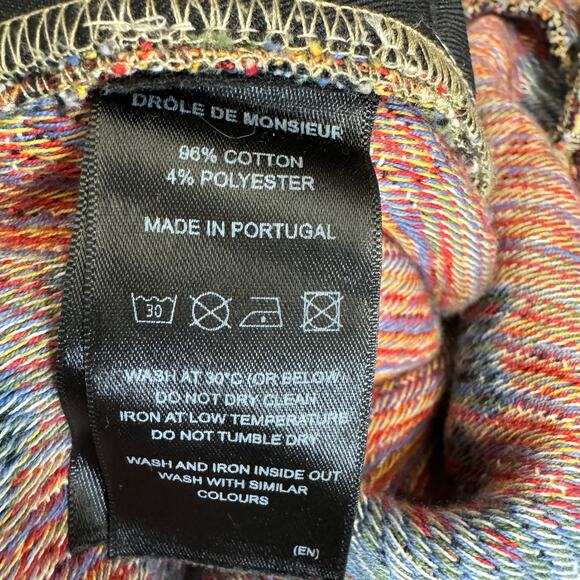 DRÔLE DE MONSIEUR
96% COTTON
4% POLYESTER
MADE IN PORTUGAL
30
WASH AT 30°C (OR BELOW)
DO NOT DRY CLEAN
IRON AT LOW TEMPERATURE
DO NOT TUMBLE DRY
WASH AND IRON INSIDE OUT
WASH WITH SIMILAR
COLOURS
(EN)